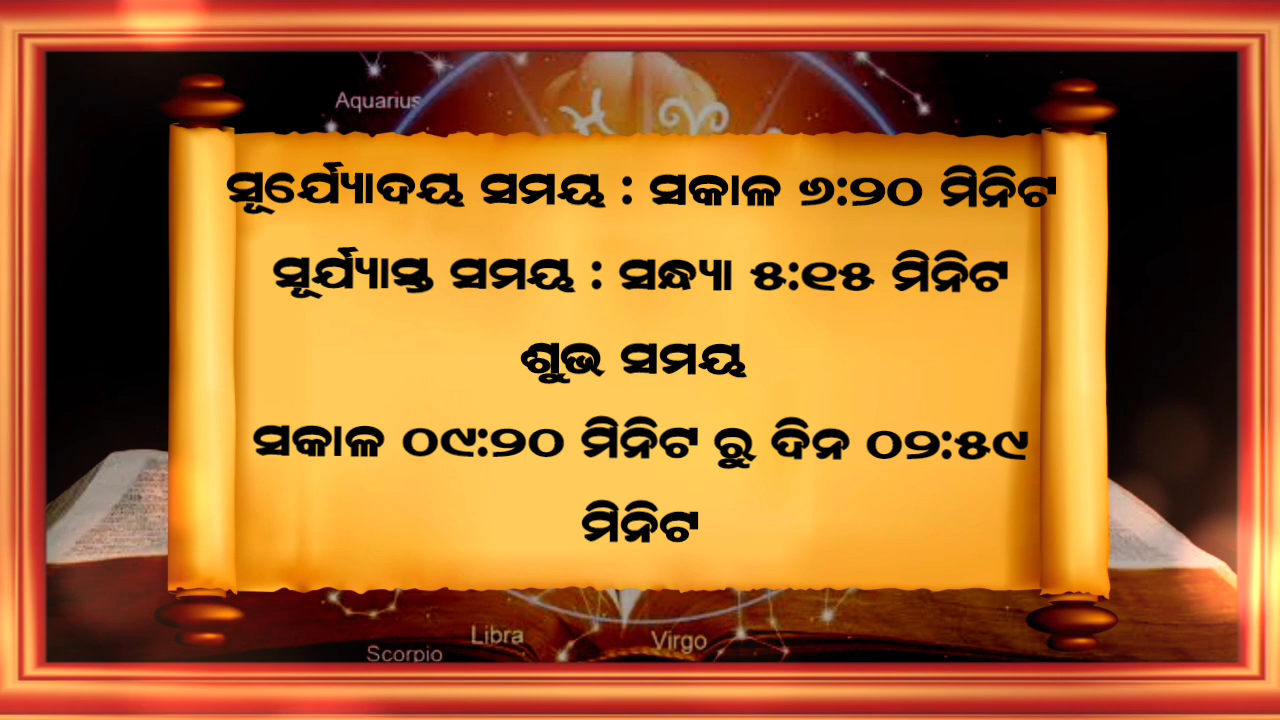 Aquarius
ସୂର୍ଯ୍ୟୋଦୟ ସମୟ : ସକାଳ ୬:୨୦ ମିନିଟ
ସୂର୍ଯ୍ୟାସ୍ତ ସମୟ : ସନ୍ଧ୍ୟା ୫:୧୫ ମିନିଟ
ଶୁଭ ସମୟ
ସକାଳ ୦୯:୨୦ ମିନିଟ ରୁ ଦିନ ୦୨:୫୯
ମିନିଟ
Libra
Virgo
Scorpio